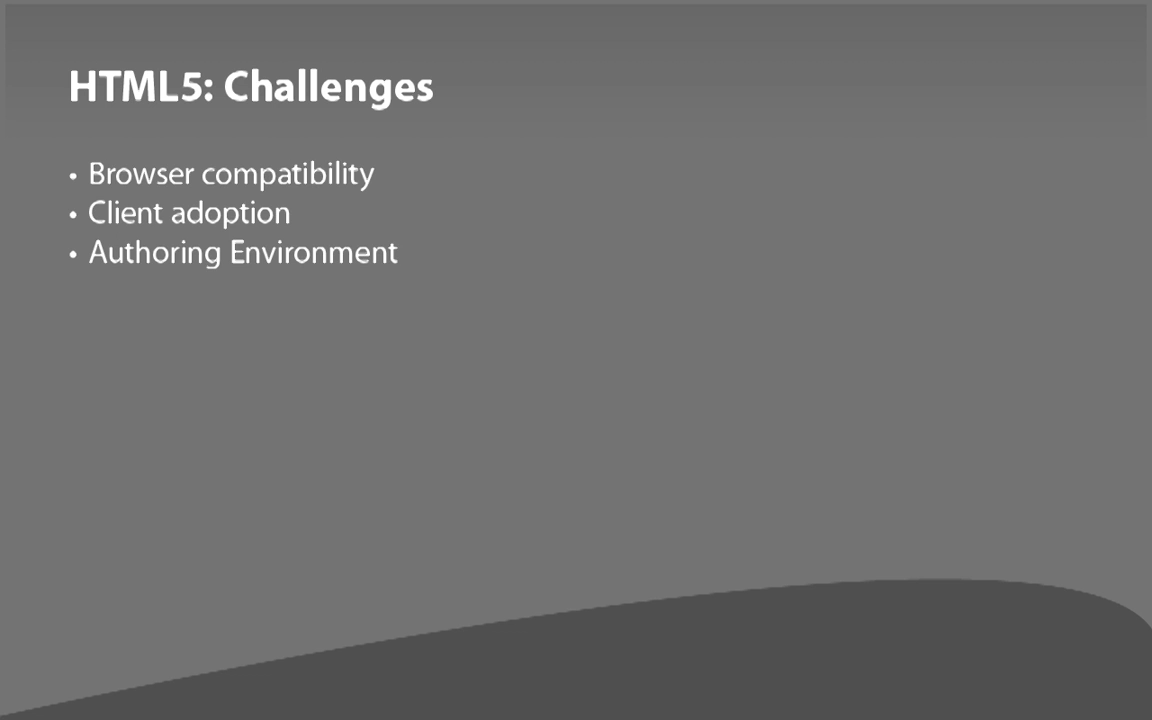 HTML5: Challenges
• Browser compatibility
• Client adoption
• Authoring Environment